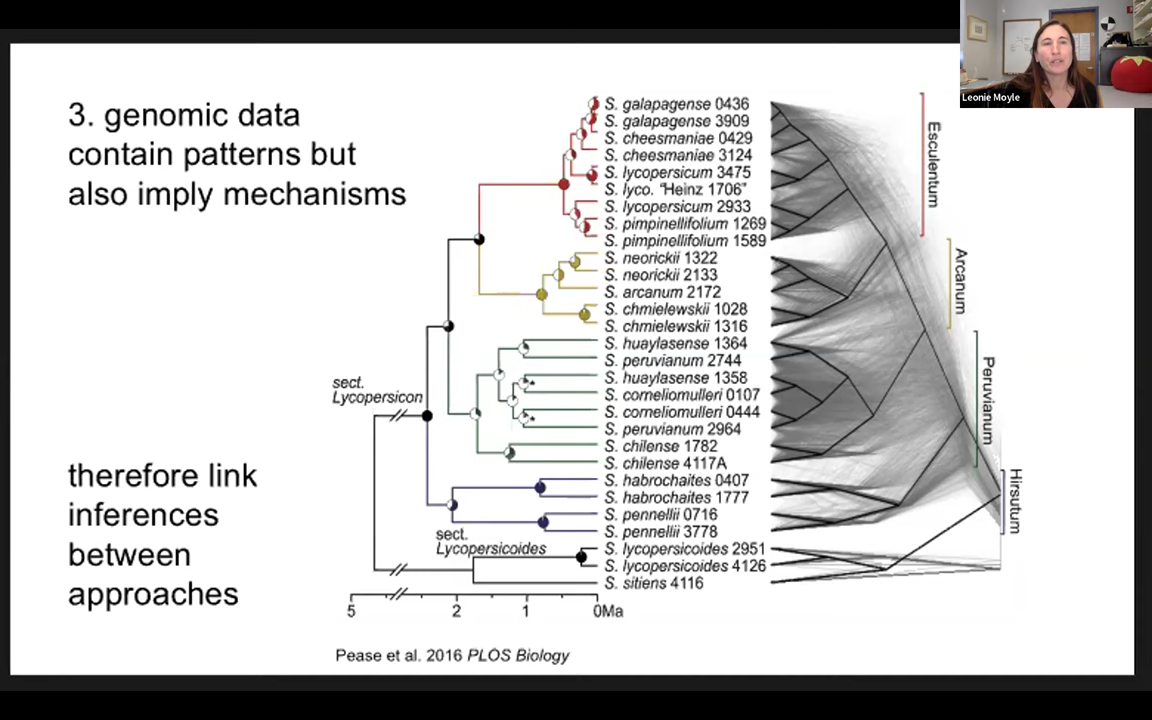 Leonie Moyle
3. genomic data
contain patterns but
also imply mechanisms
therefore link
inferences
between
approaches
sect.
Lycopersicon
sect.
Lycopersicoides
S. galapagense 0436
S. galapagense 3909
S. cheesmaniae 0429
S. cheesmaniae 3124
S. lycopersicum 3475
S. lyco. "Heinz 1706"
S. lycopersicum 2933
S. pimpinellifolium 1269
S. pimpinellifolium 1589
S. neorickii 1322
S. neorickii 2133
S. arcanum 2172
S. chmielewskii 1028
S. chmielewskii 1316
S. huaylasense 1364
S. peruvianum 2744
S. huaylasense 1358
S. corneliomulleri 0107
S. corneliomulleri 0444
S. peruvianum 2964
S. chilense 1782
S. chilense 4117A
S. habrochaites 0407
S. habrochaites 1777
S. pennellii 0716
S. pennellii 3778
S. lycopersicoides 2951
S. lycopersicoides 4126
S. sitiens 4116
Esculentum
Arcanum
Peruvianum
Hirsutum
5 2 1 0Ma
Pease et al. 2016 PLOS Biology